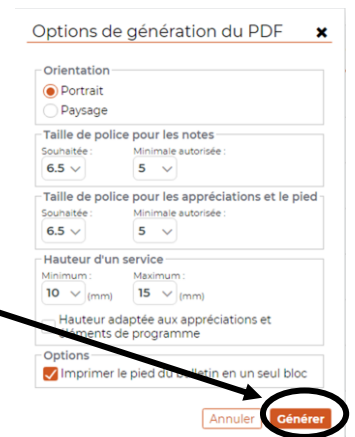 Options de génération du PDF ✖
Orientation
Portrait
Paysage
Taille de police pour les notes
Souhaitée : Minimale autorisée :
6.5 5
Taille de police pour les appréciations et le pied
Souhaitée : Minimale autorisée :
6.5 5
Hauteur d'un service
Minimum : Maximum :
10 (mm) 15 (mm)
Hauteur adaptée aux appréciations et
éléments de programme
Options
Imprimer le pied du bulletin en un seul bloc
Annuler Générer